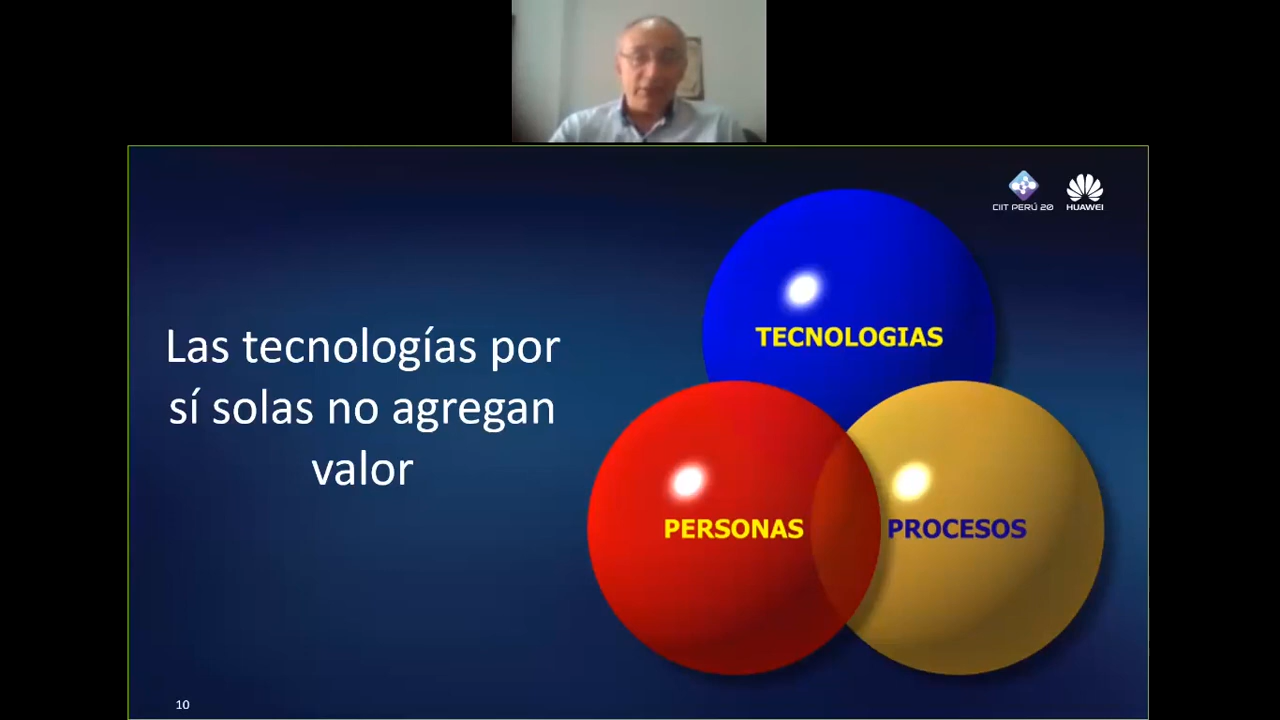 CIIT PERÚ 20
HUAWEI
Las tecnologías por
sí solas no agregan
valor
TECNOLOGIAS
PERSONAS
PROCESOS
10